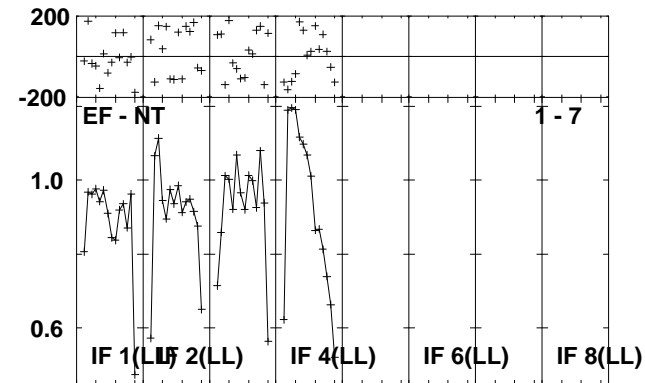 200
-200
EF - NT 1 - 7
1.0
0.6
IF 1(LL) IF 2(LL) IF 4(LL) IF 6(LL) IF 8(LL)